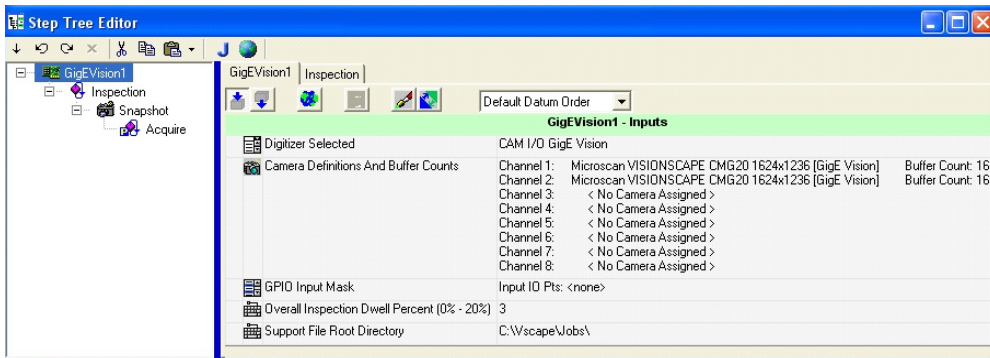 Step Tree Editor
GigEVision1
Inspection
Snapshot
Acquire
GigEVision1 Inspection
Default Datum Order
GigEVision1 - Inputs
Digitizer Selected CAM I/O GigE Vision
Camera Definitions And Buffer Counts Channel 1: Microscan VISIONSCAPE CMG20 1624x1236 [GigE Vision] Buffer Count: 16
Channel 2: Microscan VISIONSCAPE CMG20 1624x1236 [GigE Vision] Buffer Count: 16
Channel 3: < No Camera Assigned >
Channel 4: < No Camera Assigned >
Channel 5: < No Camera Assigned >
Channel 6: < No Camera Assigned >
Channel 7: < No Camera Assigned >
Channel 8: < No Camera Assigned >
GPIO Input Mask Input IO Pts: <none>
Overall Inspection Dwell Percent (0% - 20%) 3
Support File Root Directory C:\Vscape\Jobs\